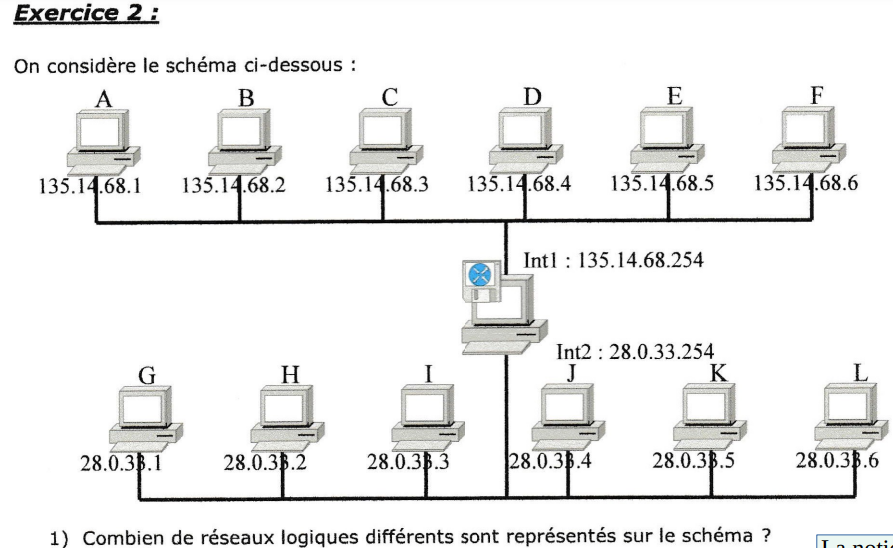 Exercice 2 :
On considère le schéma ci-dessous :
A B C D E F
135.14.68.1 135.14.68.2 135.14.68.3 135.14.68.4 135.14.68.5 135.14.68.6
Int1 : 135.14.68.254
Int2 : 28.0.33.254
G H I J K L
28.0.33.1 28.0.33.2 28.0.33.3 28.0.33.4 28.0.33.5 28.0.33.6
1) Combien de réseaux logiques différents sont représentés sur le schéma ?
La